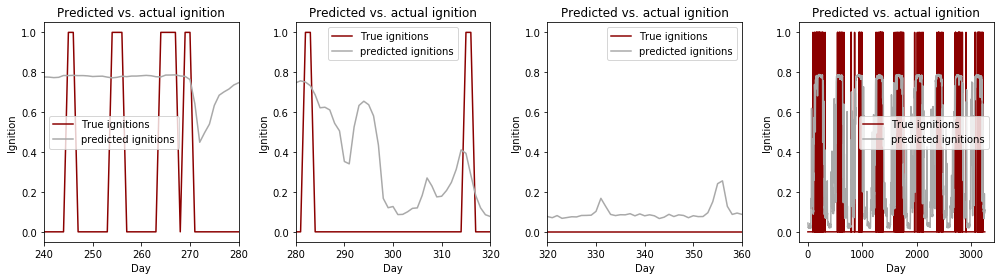 Predicted vs. actual ignition
Ignition
1.0
0.8
0.6
0.4
0.2
0.0
True ignitions
predicted ignitions
240
250
260
270
280
Day
Predicted vs. actual ignition
Ignition
1.0
0.8
0.6
0.4
0.2
0.0
True ignitions
predicted ignitions
280
290
300
310
320
Day
Predicted vs. actual ignition
Ignition
1.0
0.8
0.6
0.4
0.2
0.0
True ignitions
predicted ignitions
320
330
340
350
360
Day
Predicted vs. actual ignition
Ignition
1.0
0.8
0.6
0.4
0.2
0.0
True ignitions
predicted ignitions
0
1000
2000
3000
Day